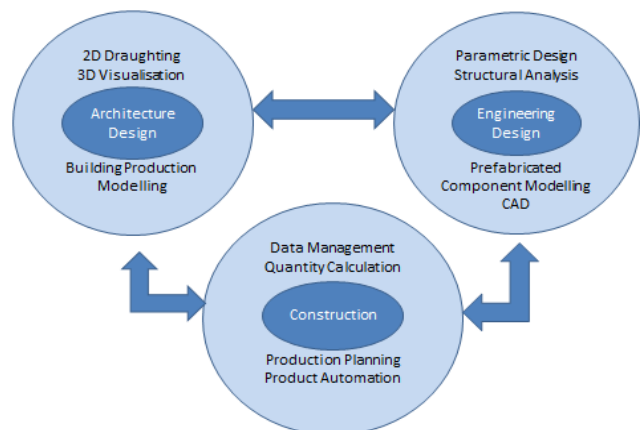 2D Draughting
3D Visualisation
Architecture
Design
Building Production
Modelling
Parametric Design
Structural Analysis
Engineering
Design
Prefabricated
Component Modelling
CAD
Data Management
Quantity Calculation
Construction
Production Planning
Product Automation